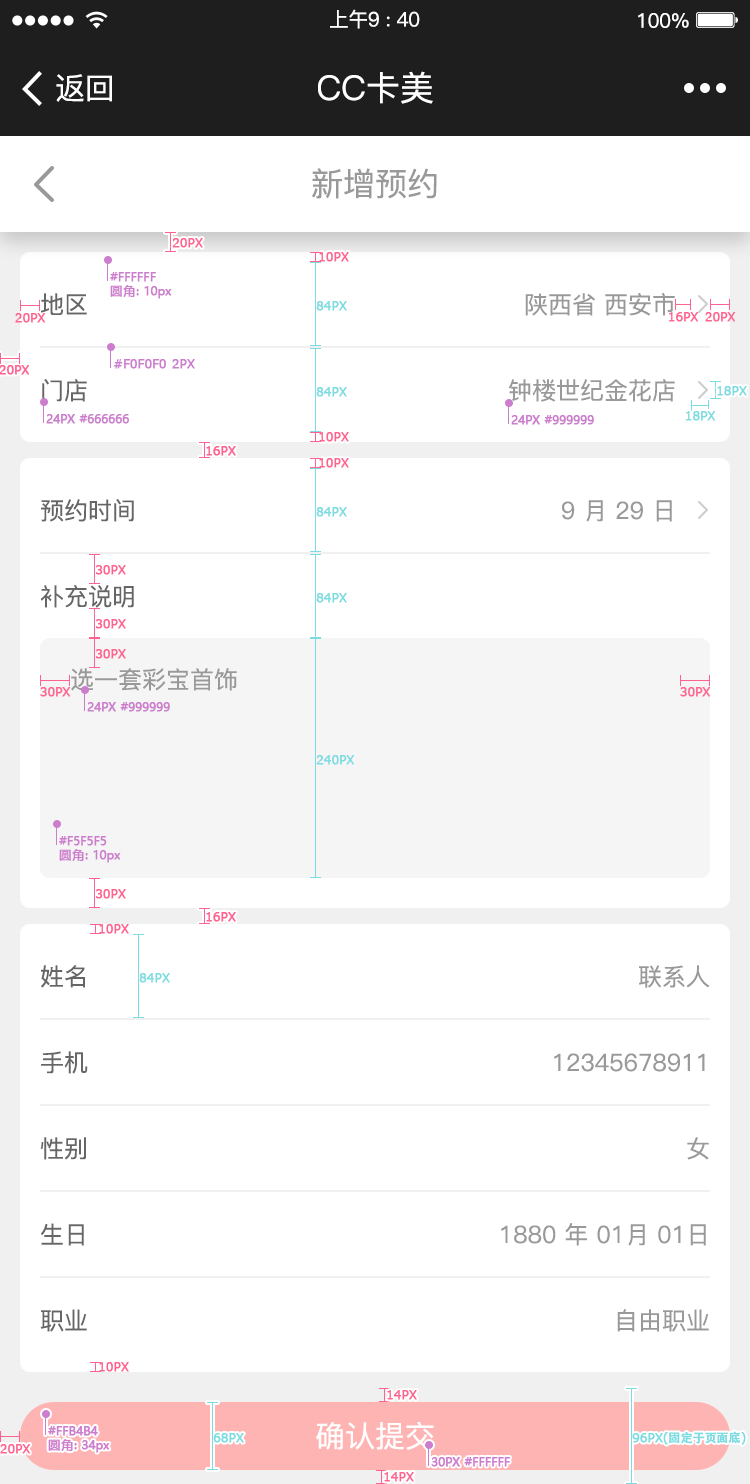 上午9 : 40
100%
返回
CC卡美
新增预约
20PX
10PX
#FFFFFF
圆角: 10px
地区
84PX
陕西省 西安市
20PX
16PX
20PX
20PX
#F0F0F0 2PX
门店
84PX
钟楼世纪金花店
18PX
18PX
24PX #666666
24PX #999999
10PX
16PX
10PX
预约时间
84PX
9 月 29 日
30PX
补充说明
84PX
30PX
30PX
选一套彩宝首饰
30PX
30PX
24PX #999999
240PX
#F5F5F5
圆角: 10px
30PX
16PX
10PX
姓名
84PX
联系人
手机
12345678911
性别
女
生日
1880 年 01月 01日
职业
自由职业
10PX
14PX
#FFB4B4
圆角: 34px
68PX
确认提交
96PX(固定于页面底)
20PX
30PX #FFFFFF
14PX